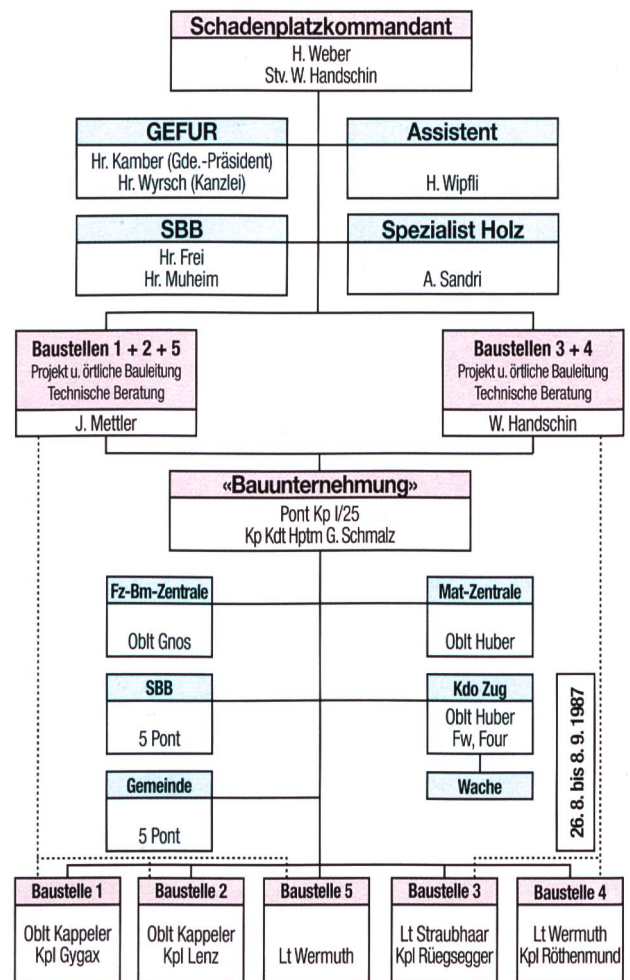 Schadenplatzkommandant
H. Weber
Stv. W. Handschin
GEFUR
Hr. Kamber (Gde.-Präsident)
Hr. Wyrsch (Kanzlei)
Assistent
H. Wipfli
SBB
Hr. Frei
Hr. Muheim
Spezialist Holz
A. Sandri
Baustellen 1 + 2 + 5
Projekt u. örtliche Bauleitung
Technische Beratung
J. Mettler
Baustellen 3 + 4
Projekt u. örtliche Bauleitung
Technische Beratung
W. Handschin
«Bauunternehmung»
Pont Kp I/25
Kp Kdt Hptm G. Schmalz
Fz-Bm-Zentrale
Oblt Gnos
Mat-Zentrale
Oblt Huber
SBB
5 Pont
Kdo Zug
Oblt Huber
Fw, Four
Wache
Gemeinde
5 Pont
26. 8. bis 8. 9. 1987
Baustelle 1
Oblt Kappeler
Kpl Gygax
Baustelle 2
Oblt Kappeler
Kpl Lenz
Baustelle 5
Lt Wermuth
Baustelle 3
Lt Straubhaar
Kpl Rüegsegger
Baustelle 4
Lt Wermuth
Kpl Röthenmund